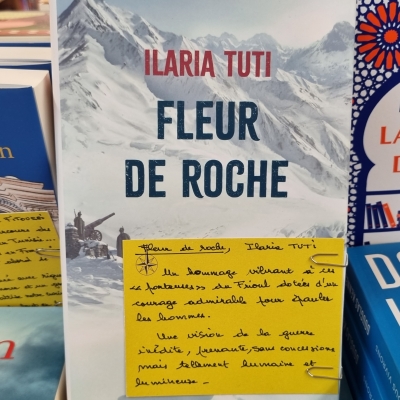 ILARIA TUTI
FLEUR
DE ROCHE
Fleur de roche, Ilaria TUTI
Un hommage vibrant à ces
«porteuses» du Frioul dotées d'un
courage admirable pour épauler
les hommes.
Une vision de la guerre
inédite, prenante, sans concessions
mais tellement humaine et
lumineuse.
n
LA
D